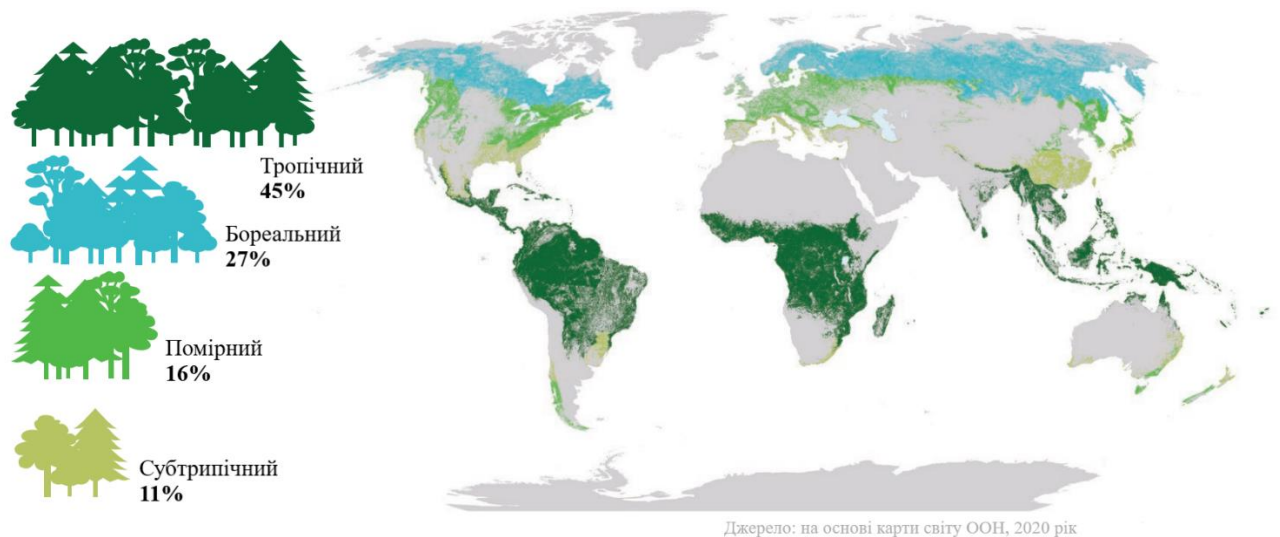 Тропічний
45%
Бореальний
27%
Помірний
16%
Субтрипічний
11%
Джерело: на основі карти світу ООН, 2020 рік